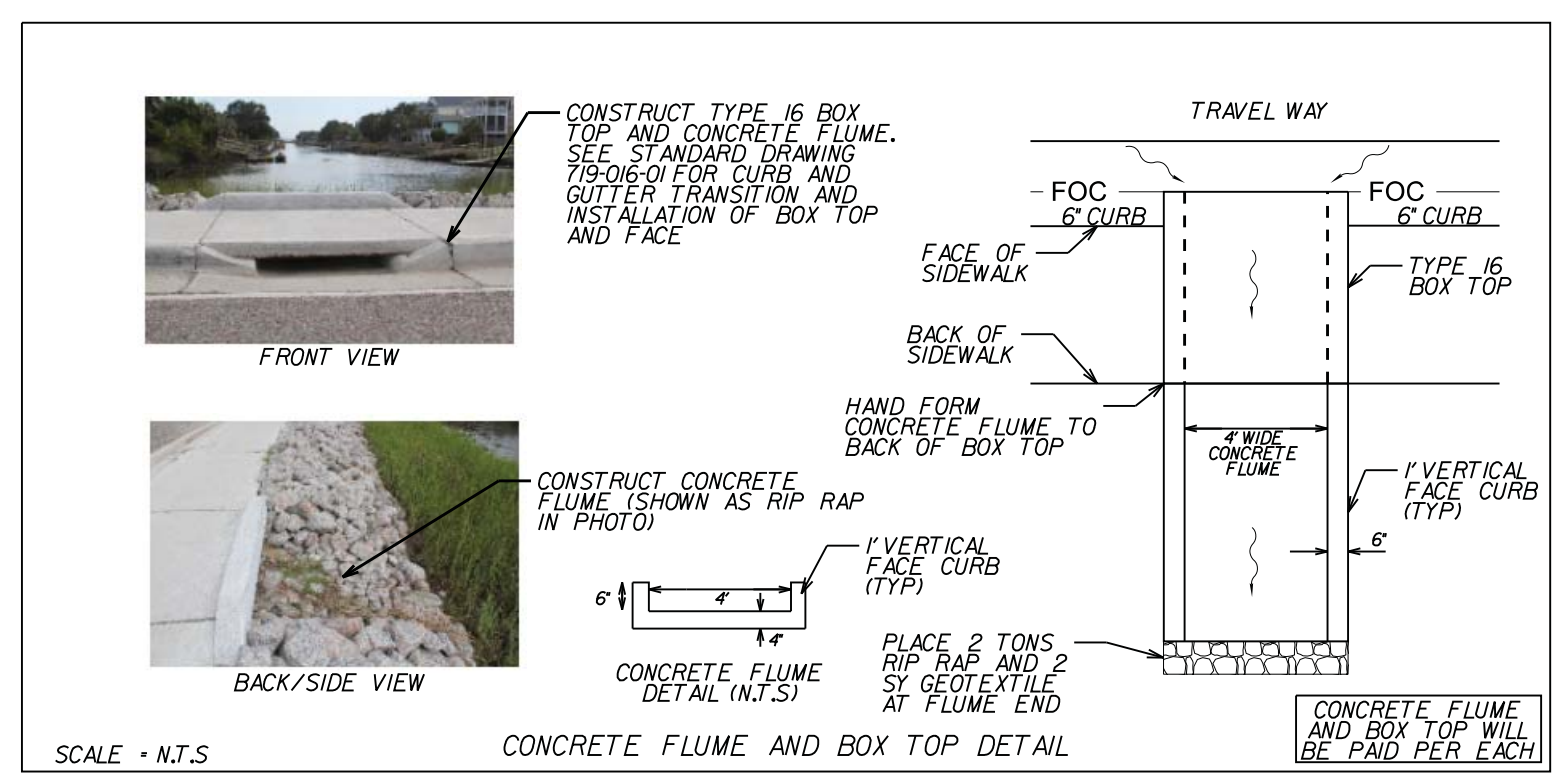 CONSTRUCT TYPE 16 BOX
TOP AND CONCRETE FLUME.
SEE STANDARD DRAWING
719-016-01 FOR CURB AND
GUTTER TRANSITION AND
INSTALLATION OF BOX TOP
AND FACE
FRONT VIEW
CONSTRUCT CONCRETE
FLUME (SHOWN AS RIP RAP
IN PHOTO)
BACK/SIDE VIEW
1' VERTICAL
FACE CURB
(TYP)
6"
4'
4"
CONCRETE FLUME
DETAIL (N.T.S)
TRAVEL WAY
FOC
FOC
6" CURB
6" CURB
FACE OF
SIDEWALK
TYPE 16
BOX TOP
BACK OF
SIDEWALK
HAND FORM
CONCRETE FLUME TO
BACK OF BOX TOP
4' WIDE
CONCRETE
FLUME
1' VERTICAL
FACE CURB
(TYP)
6"
PLACE 2 TONS
RIP RAP AND 2
SY GEOTEXTILE
AT FLUME END
CONCRETE FLUME
AND BOX TOP WILL
BE PAID PER EACH
SCALE = N.T.S
CONCRETE FLUME AND BOX TOP DETAIL